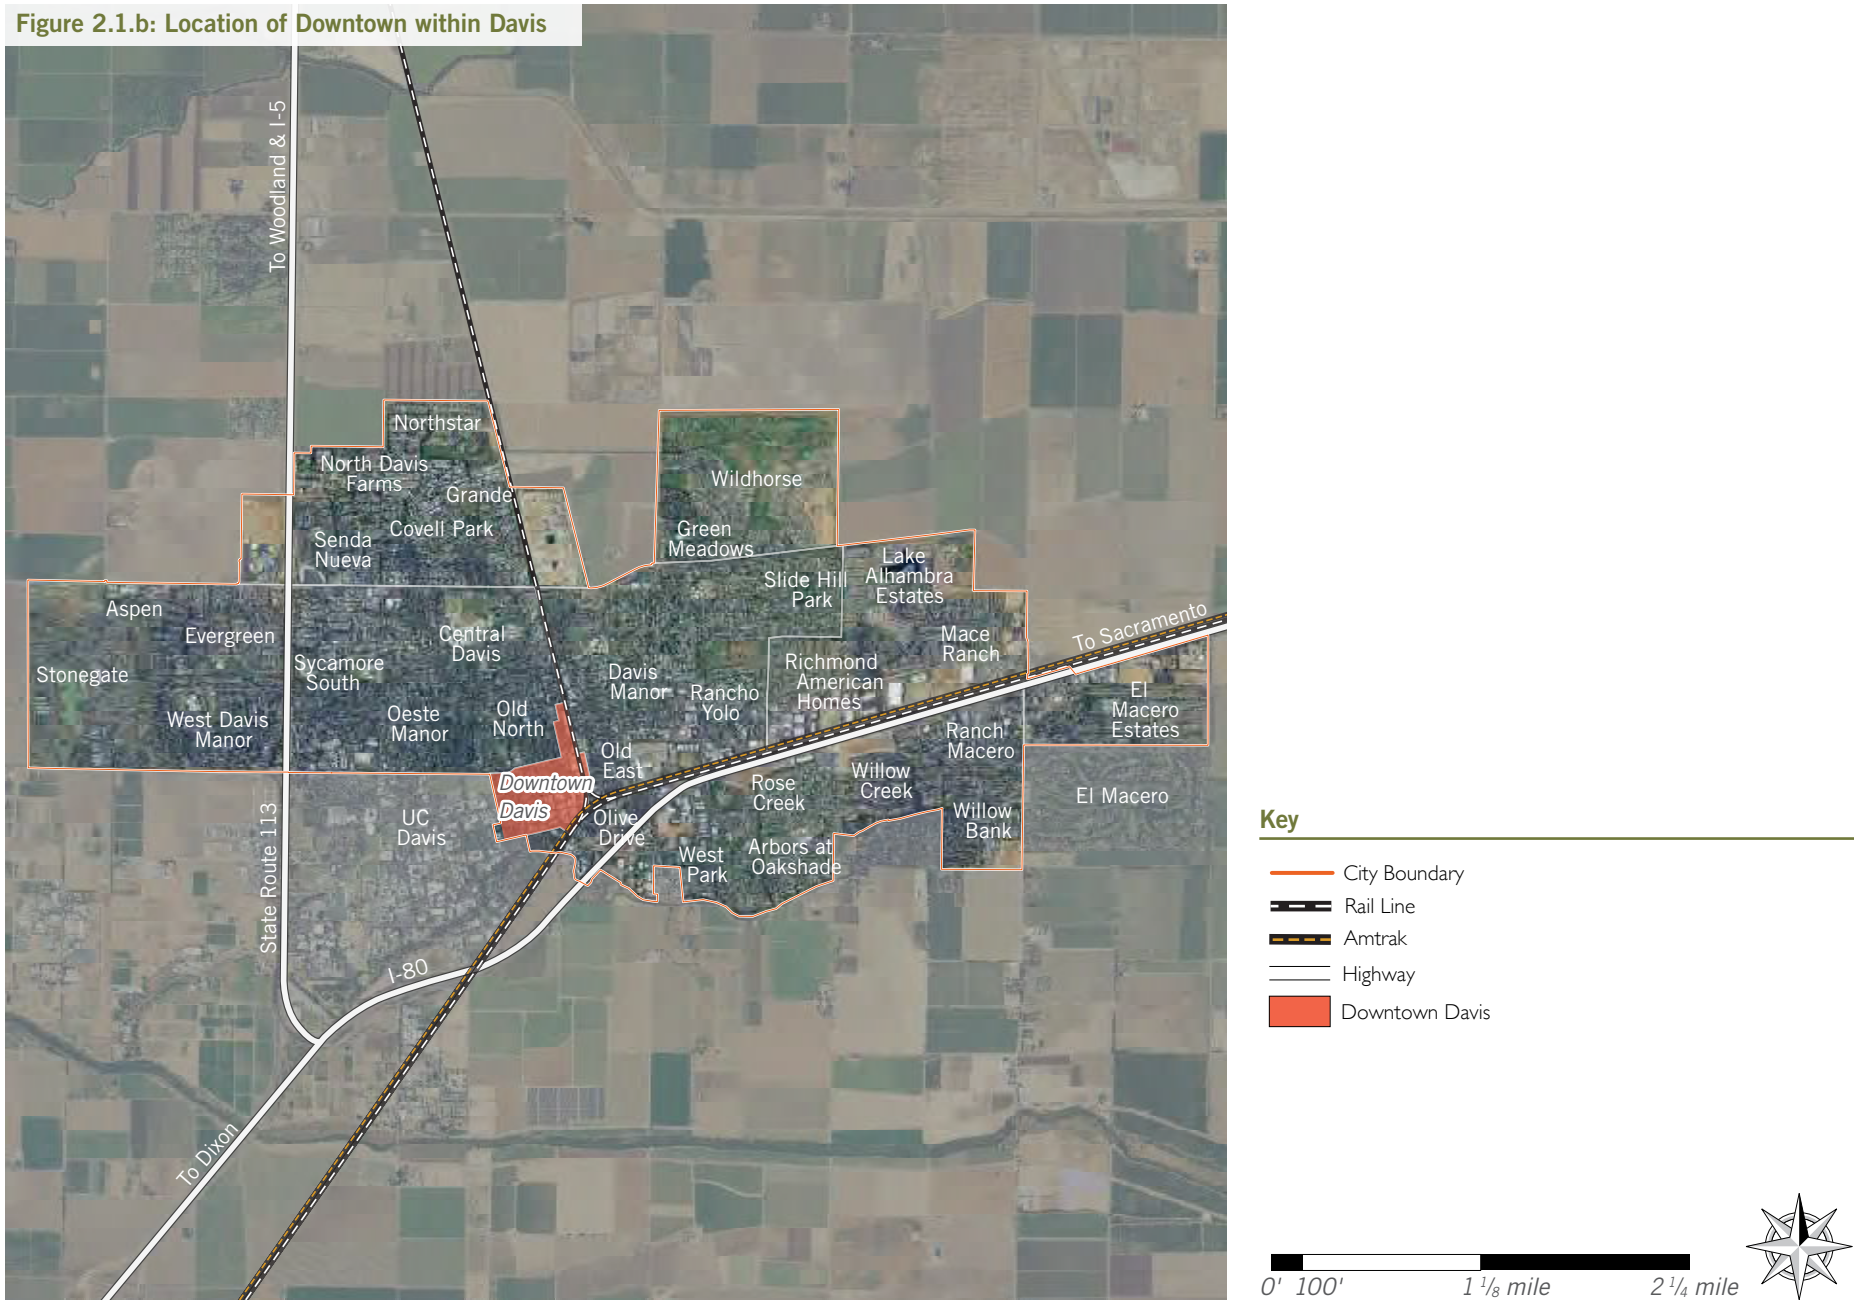 Figure 2.1.b: Location of Downtown within Davis
To Woodland & I-5
Northstar
North Davis
Farms
Grande
Covell Park
Senda
Nueva
Wildhorse
Green
Meadows
Slide Hill
Park
Lake
Alhambra
Estates
Aspen
Evergreen
Stonegate
West Davis
Manor
Sycamore
South
Central
Davis
Oeste
Manor
Old
North
Davis
Manor
Rancho
Yolo
Richmond
American
Homes
Mace
Ranch
To Sacramento
El
Macero
Estates
Ranch
Macero
Old
East
Downtown
Davis
UC
Davis
Olive
Drive
Rose
Creek
Willow
Creek
Willow
Bank
El Macero
West
Park
Arbors at
Oakshade
State Route 113
I-80
To Dixon
Key
City Boundary
Rail Line
Amtrak
Highway
Downtown Davis
0' 100' 1 1/8 mile 2 1/4 mile